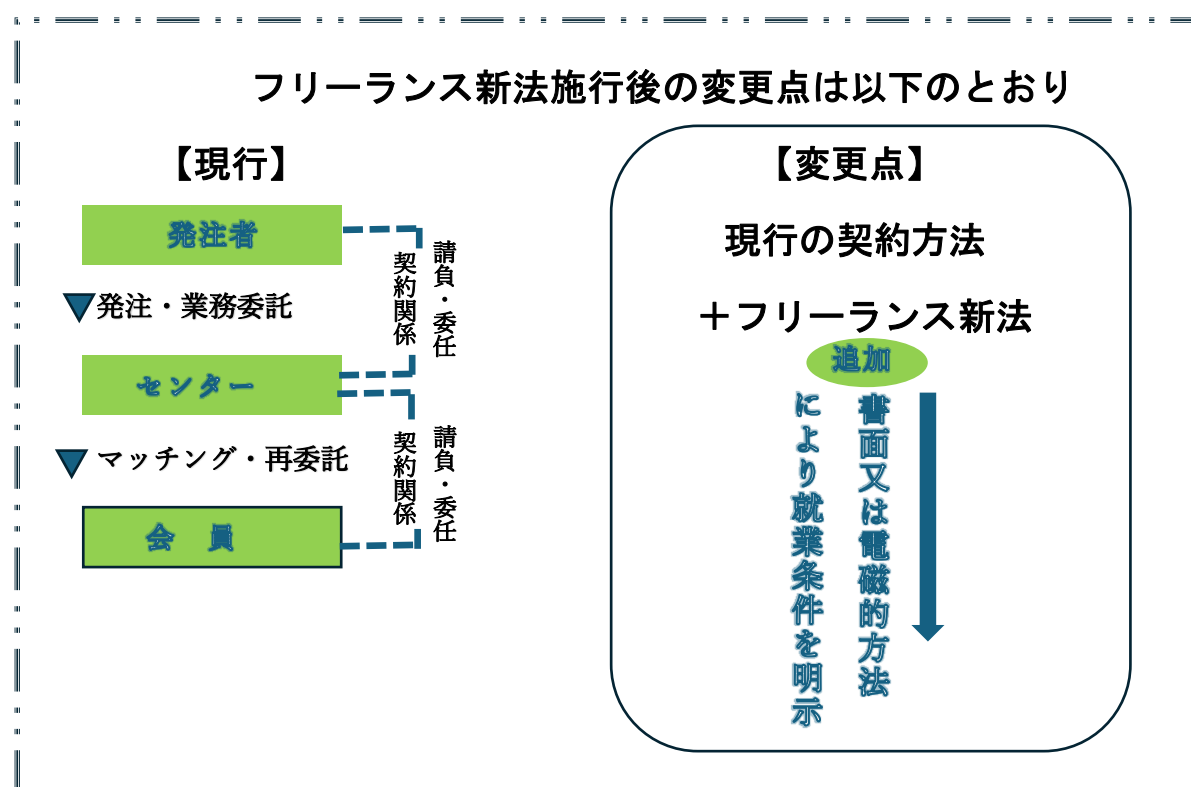 フリーランス新法施行後の変更点は以下のとおり
【現行】
発注者
▼発注・業務委託
センター
▼マッチング・再委託
会　員
請負・委任
契約関係
請負・委任
契約関係
【変更点】
現行の契約方法
＋フリーランス新法
追加
書面又は電磁的方法
により就業条件を明示